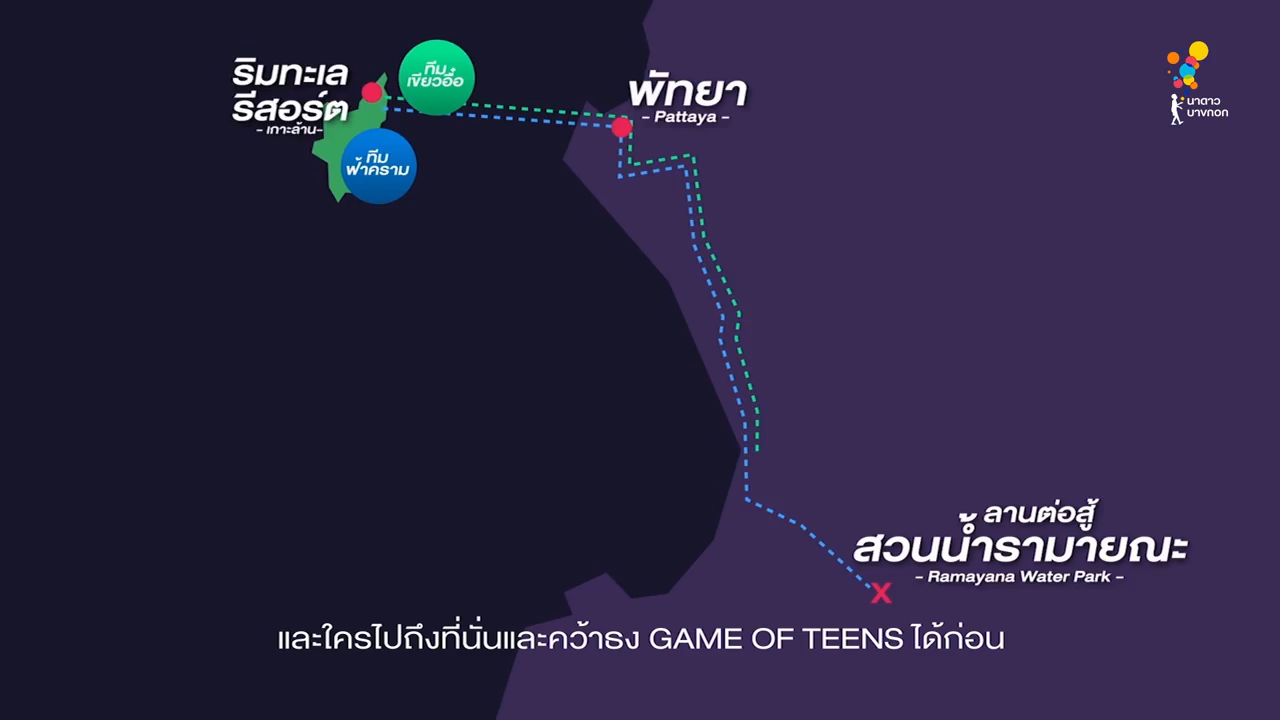 ริมทะเล
รีสอร์ต
- เกาะล้าน-
ทีม
เขียวอื๋อ
ทีม
ฟ้าคราม
พัทยา
- Pattaya -
นาดาว
บางกอก
ลานต่อสู้
สวนน้ำรามายณะ
- Ramayana Water Park -
X
และใครไปถึงที่นั่นและคว้าธง GAME OF TEENS ได้ก่อน